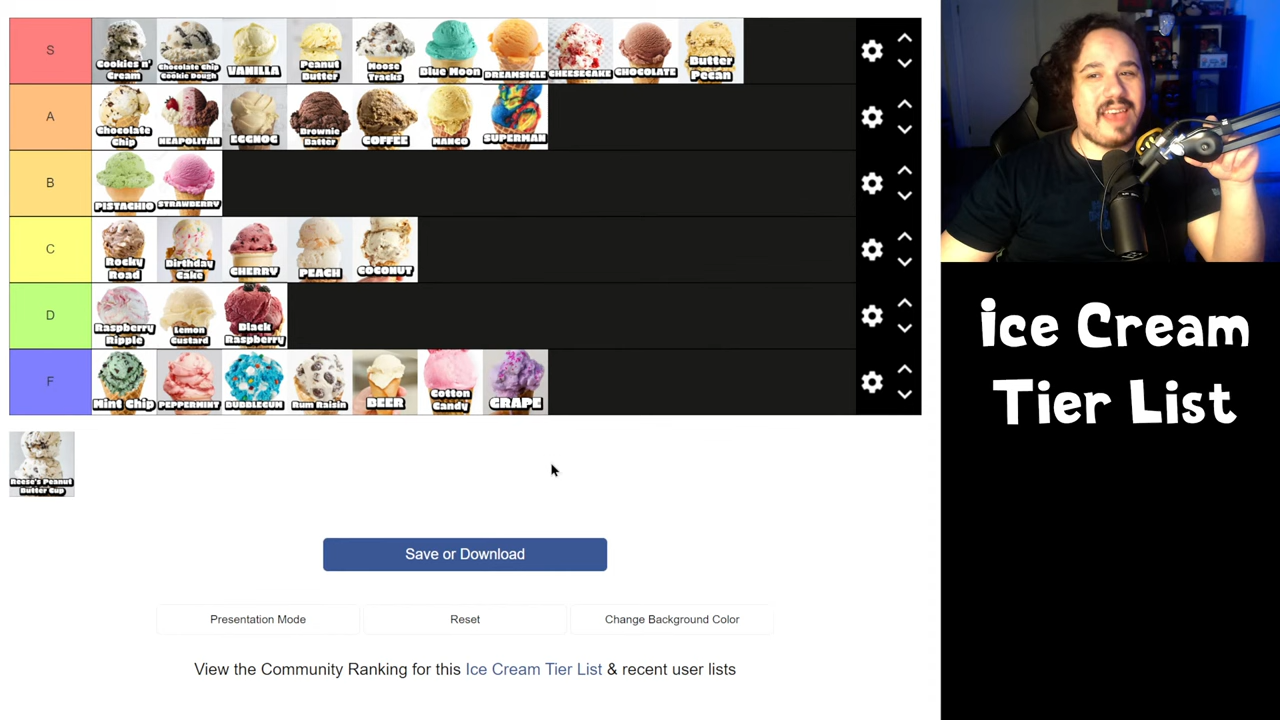 S
Cookies n'
Cream
Chocolate Chip
Cookie Dough
VANILLA
Peanut
Butter
Moose
Tracks
Blue Moon
DREAMSICLE
CHEESECAKE
CHOCOLATE
Butter
Pecan
A
Chocolate
Chip
NEAPOLITAN
EGGNOG
Brownie
Batter
COFFEE
MANGO
SUPERMAN
B
PISTACHIO
STRAWBERRY
C
Rocky
Road
Birthday
Cake
CHERRY
PEACH
COCONUT
D
Raspberry
Ripple
Lemon
Custard
Black
Raspberry
F
Mint Chip
PEPPERMINT
BUBBLEGUM
Rum Raisin
BEER
Cotton
Candy
GRAPE
Reese's Peanut
Butter Cup
Save or Download
Presentation Mode
Reset
Change Background Color
View the Community Ranking for this Ice Cream Tier List & recent user lists
Ice Cream
Tier List